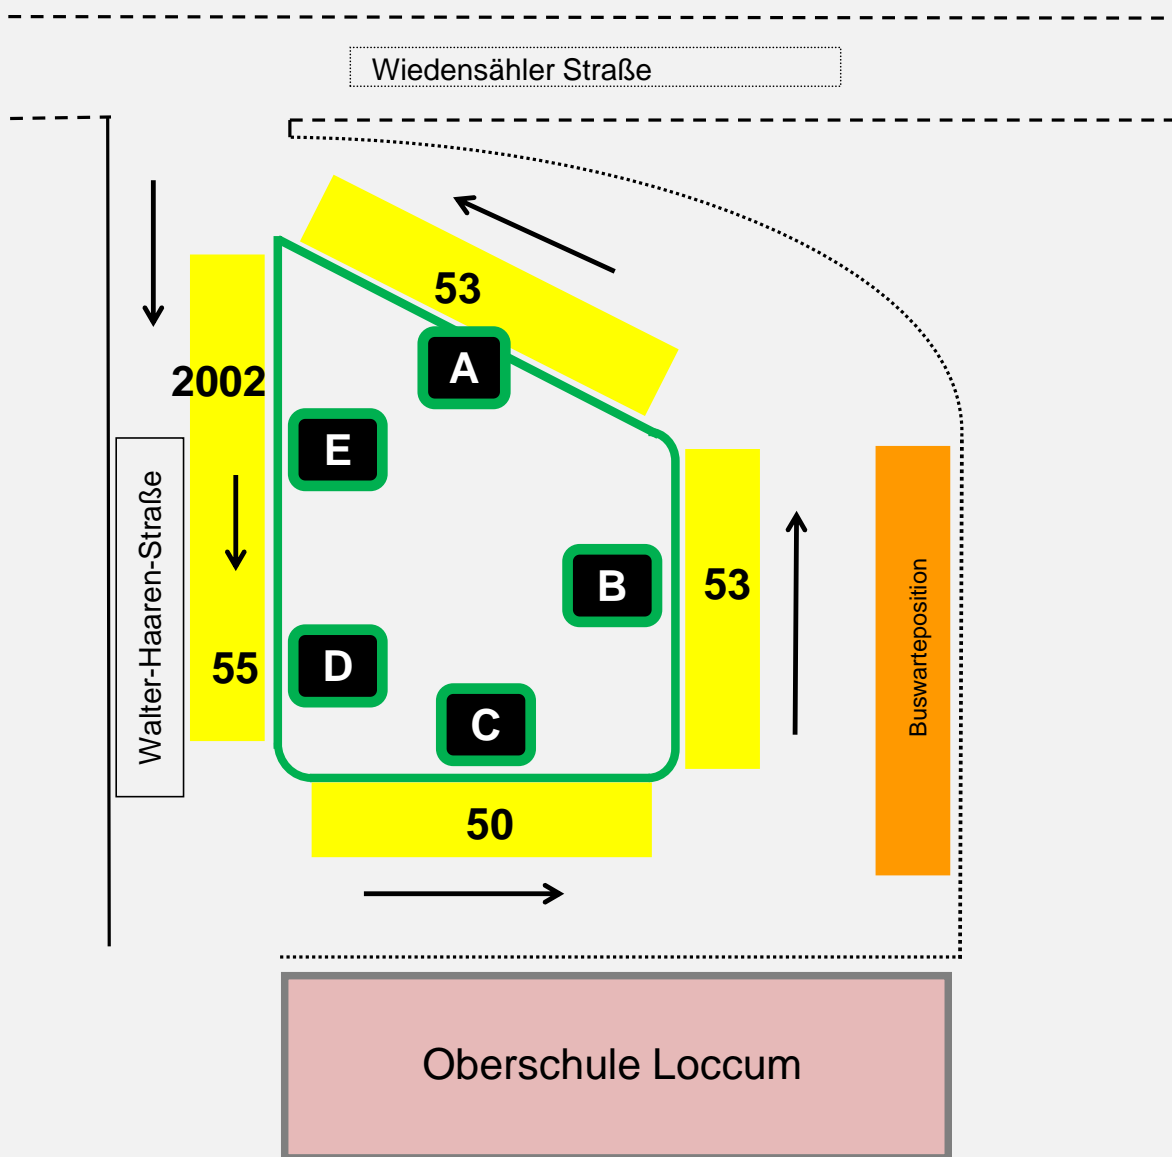 Wiedensähler Straße
53
A
2002
E
Walter-Haaren-Straße
B
53
Buswarteposition
55
D
C
50
Oberschule Loccum